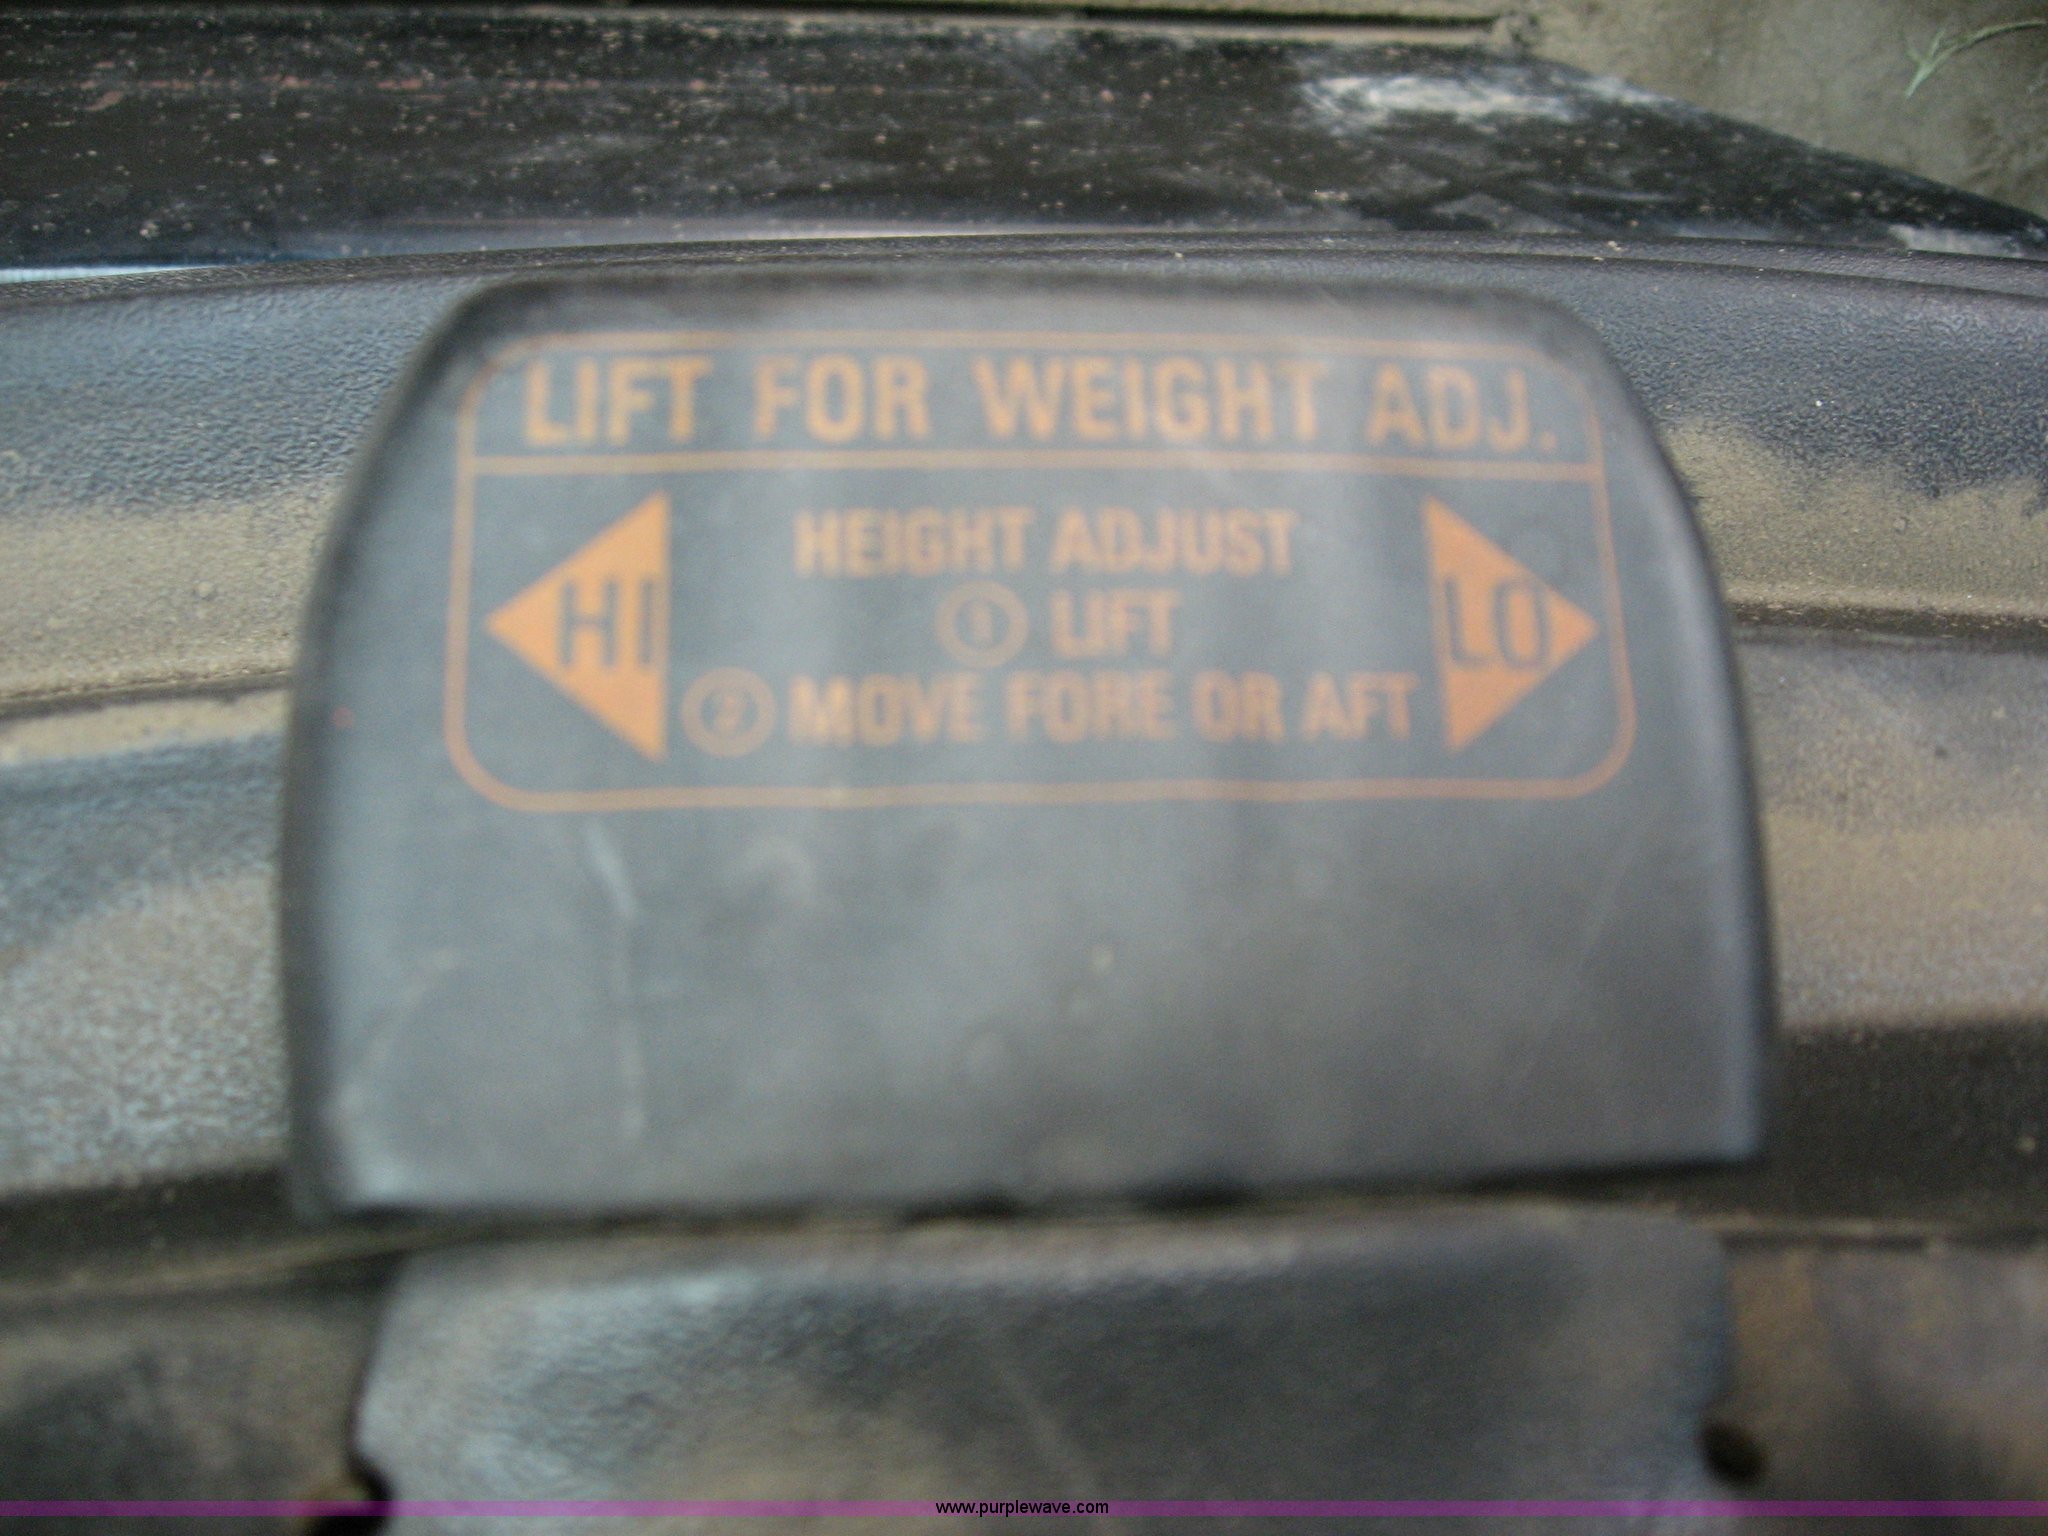 LIFT FOR WEIGHT ADJ.
HEIGHT ADJUST
HI
① LIFT
LO
② MOVE FORE OR AFT
www.purplewave.com